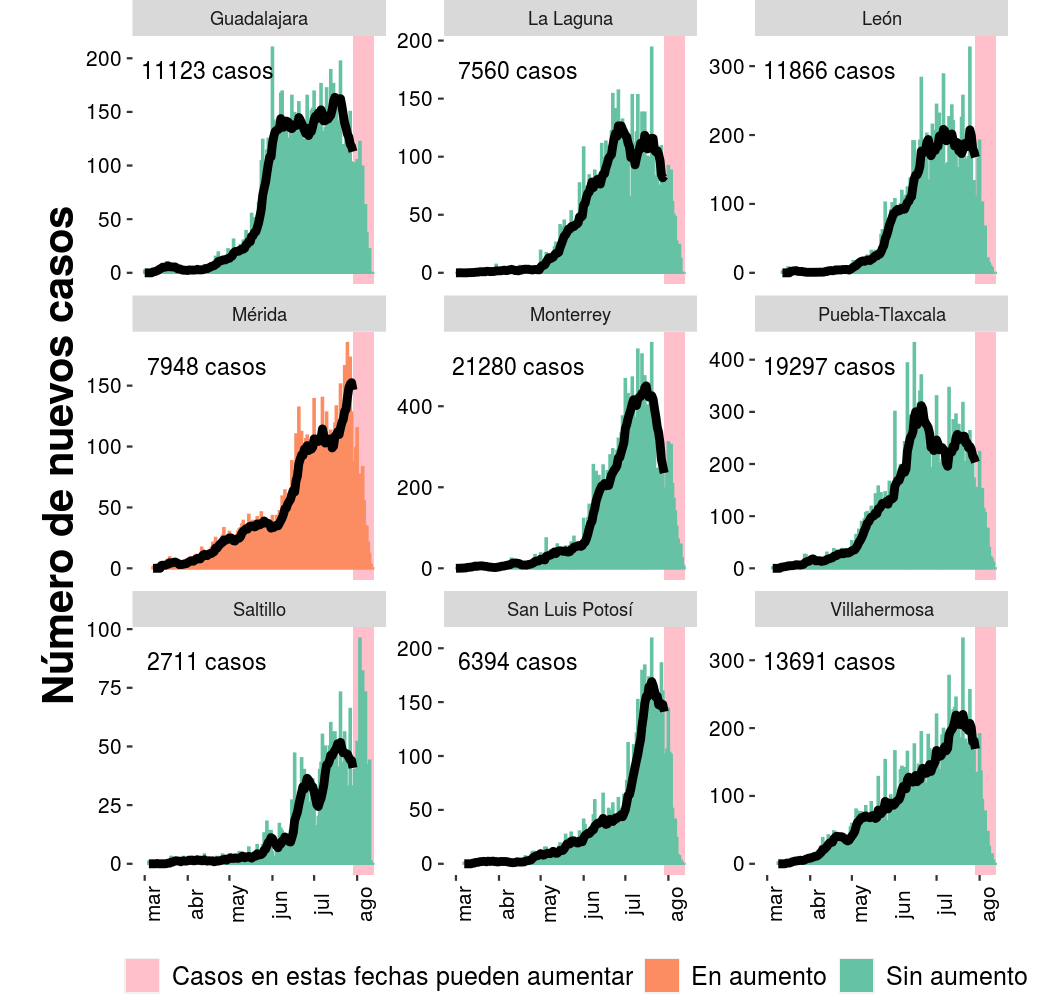 Número de nuevos casos
Guadalajara
La Laguna
León
200
150
100
50
0
11123 casos
200
150
100
50
0
7560 casos
300
200
100
0
11866 casos
Mérida
Monterrey
Puebla-Tlaxcala
150
100
50
0
7948 casos
400
200
0
21280 casos
400
300
200
100
0
19297 casos
Saltillo
San Luis Potosí
Villahermosa
100
75
50
25
0
2711 casos
200
150
100
50
0
6394 casos
300
200
100
0
13691 casos
mar abr may jun jul ago
mar abr may jun jul ago
mar abr may jun jul ago
Casos en estas fechas pueden aumentar En aumento Sin aumento